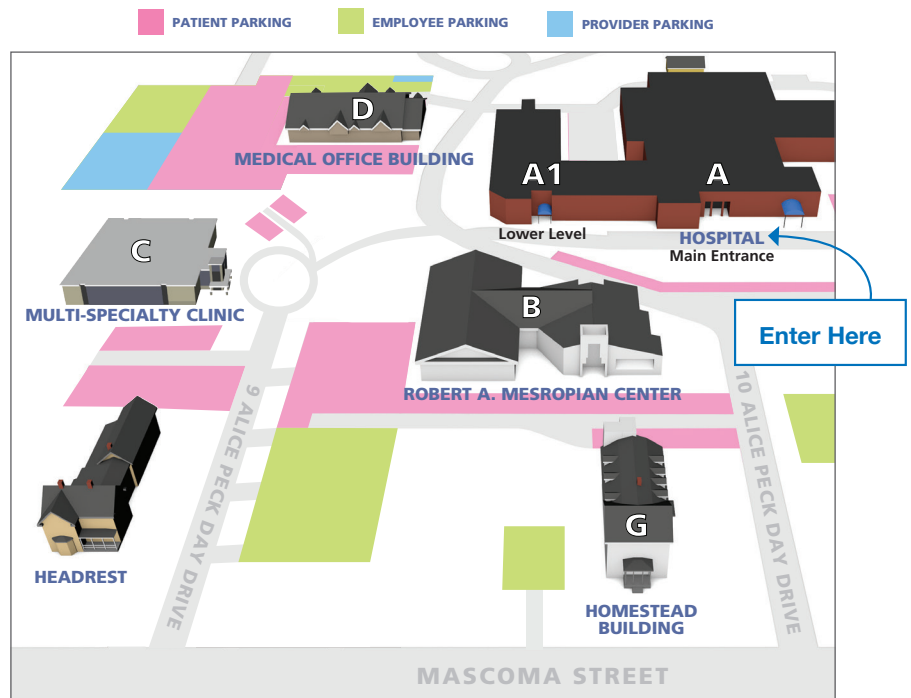 PATIENT PARKING
EMPLOYEE PARKING
PROVIDER PARKING
D
MEDICAL OFFICE BUILDING
A1
A
Lower Level
HOSPITAL
Main Entrance
C
MULTI-SPECIALTY CLINIC
B
Enter Here
ROBERT A. MESROPIAN CENTER
9 ALICE PECK DAY DRIVE
10 ALICE PECK DAY DRIVE
G
HEADREST
HOMESTEAD
BUILDING
MASCOMA STREET